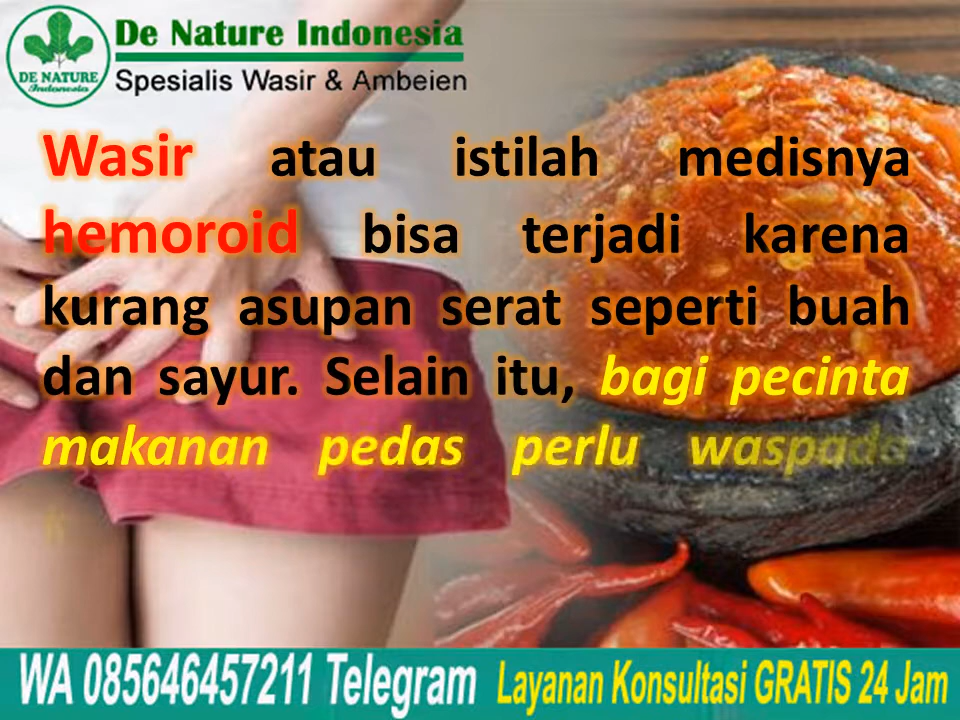 De Nature Indonesia
Spesialis Wasir & Ambeien
DE NATURE
Indonesia
Wasir atau istilah medisnya
hemoroid bisa terjadi karena
kurang asupan serat seperti buah
dan sayur. Selain itu, bagi pecinta
makanan pedas perlu waspada
WA 085646457211 Telegram
Layanan Konsultasi GRATIS 24 Jam